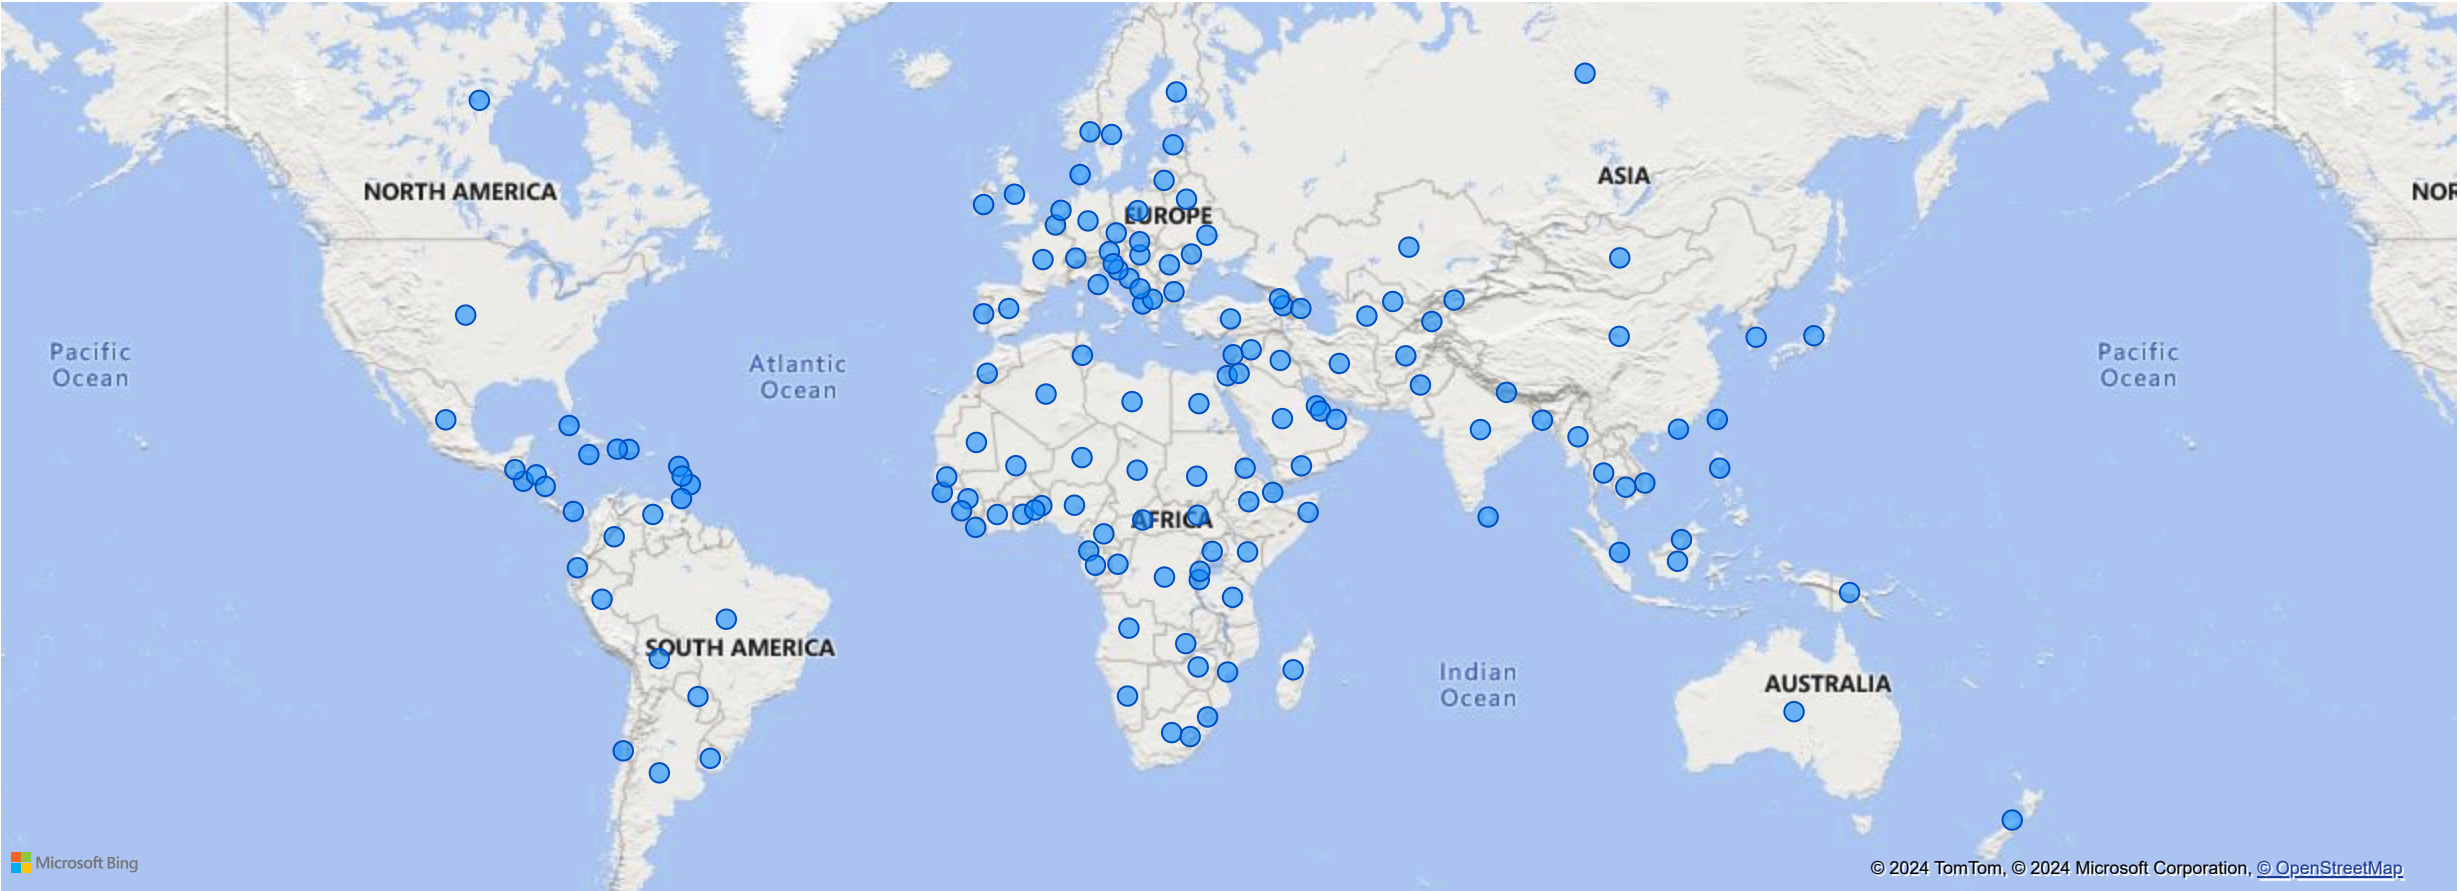 ASIA
NORTH AMERICA
NOR
EUROPE
Pacific
Ocean
Atlantic
Ocean
Pacific
Ocean
AFRICA
SOUTH AMERICA
Indian
Ocean
AUSTRALIA
Microsoft Bing
© 2024 TomTom, © 2024 Microsoft Corporation, © OpenStreetMap